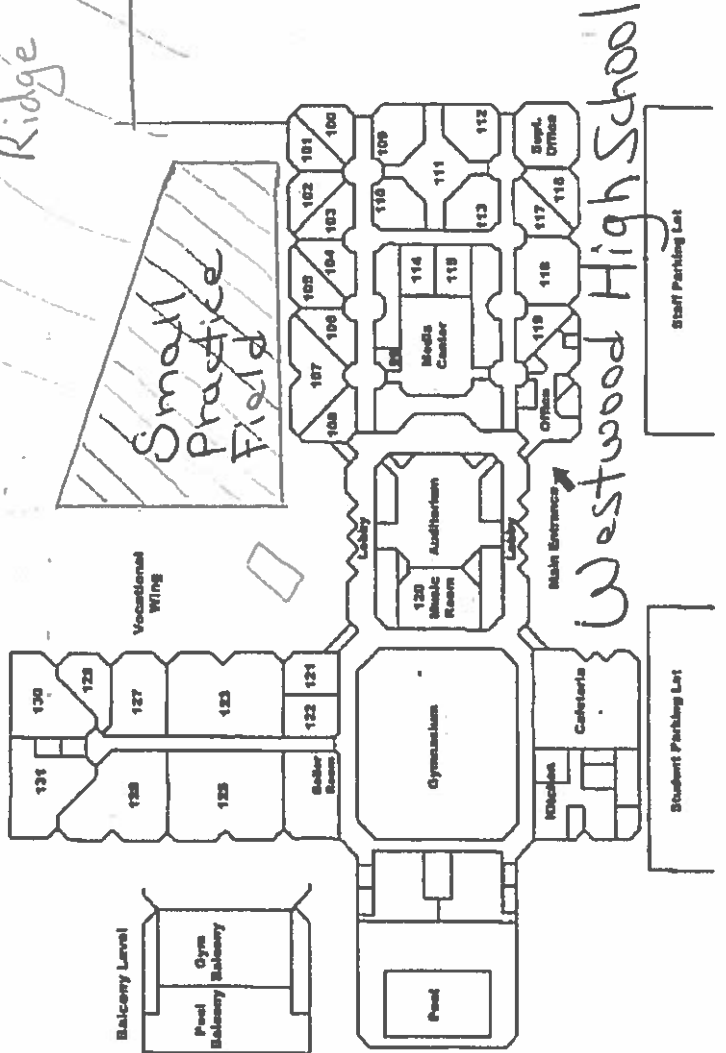 Ridge
Balcony Level
Pool Balcony
Gym Balcony
Vocational Wing
131
130
127
125
123
Boiler Room
122
121
Small
Practice
Field
108
107
106
105
104
103
102
101
100
Lobby
Pool
Gymnasium
120
Music Room
Auditorium
Media Center
114
115
110
109
111
113
112
Lobby
Kitchen
Cafeteria
Main Entrance
Office
119
118
117
116
Supt. Office
Westwood High School
Student Parking Lot
Staff Parking Lot